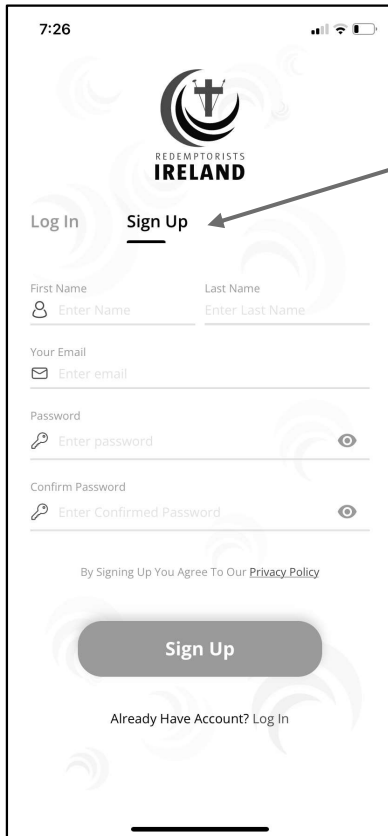 7:26
REDEMPTORISTS
IRELAND
Log In Sign Up
First Name Last Name
Enter Name Enter Last Name
Your Email
Enter email
Password
Enter password
Confirm Password
Enter Confirmed Password
By Signing Up You Agree To Our Privacy Policy
Sign Up
Already Have Account? Log In